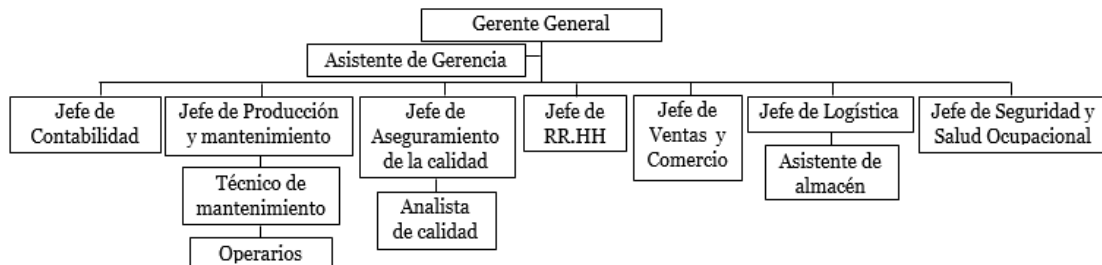 Gerente General
Asistente de Gerencia
Jefe de
Contabilidad
Jefe de Producción
y mantenimiento
Jefe de
Aseguramiento
de la calidad
Jefe de
RR.HH
Jefe de
Ventas y
Comercio
Jefe de Logística
Jefe de Seguridad y
Salud Ocupacional
Técnico de
mantenimiento
Analista
de calidad
Asistente de
almacén
Operarios